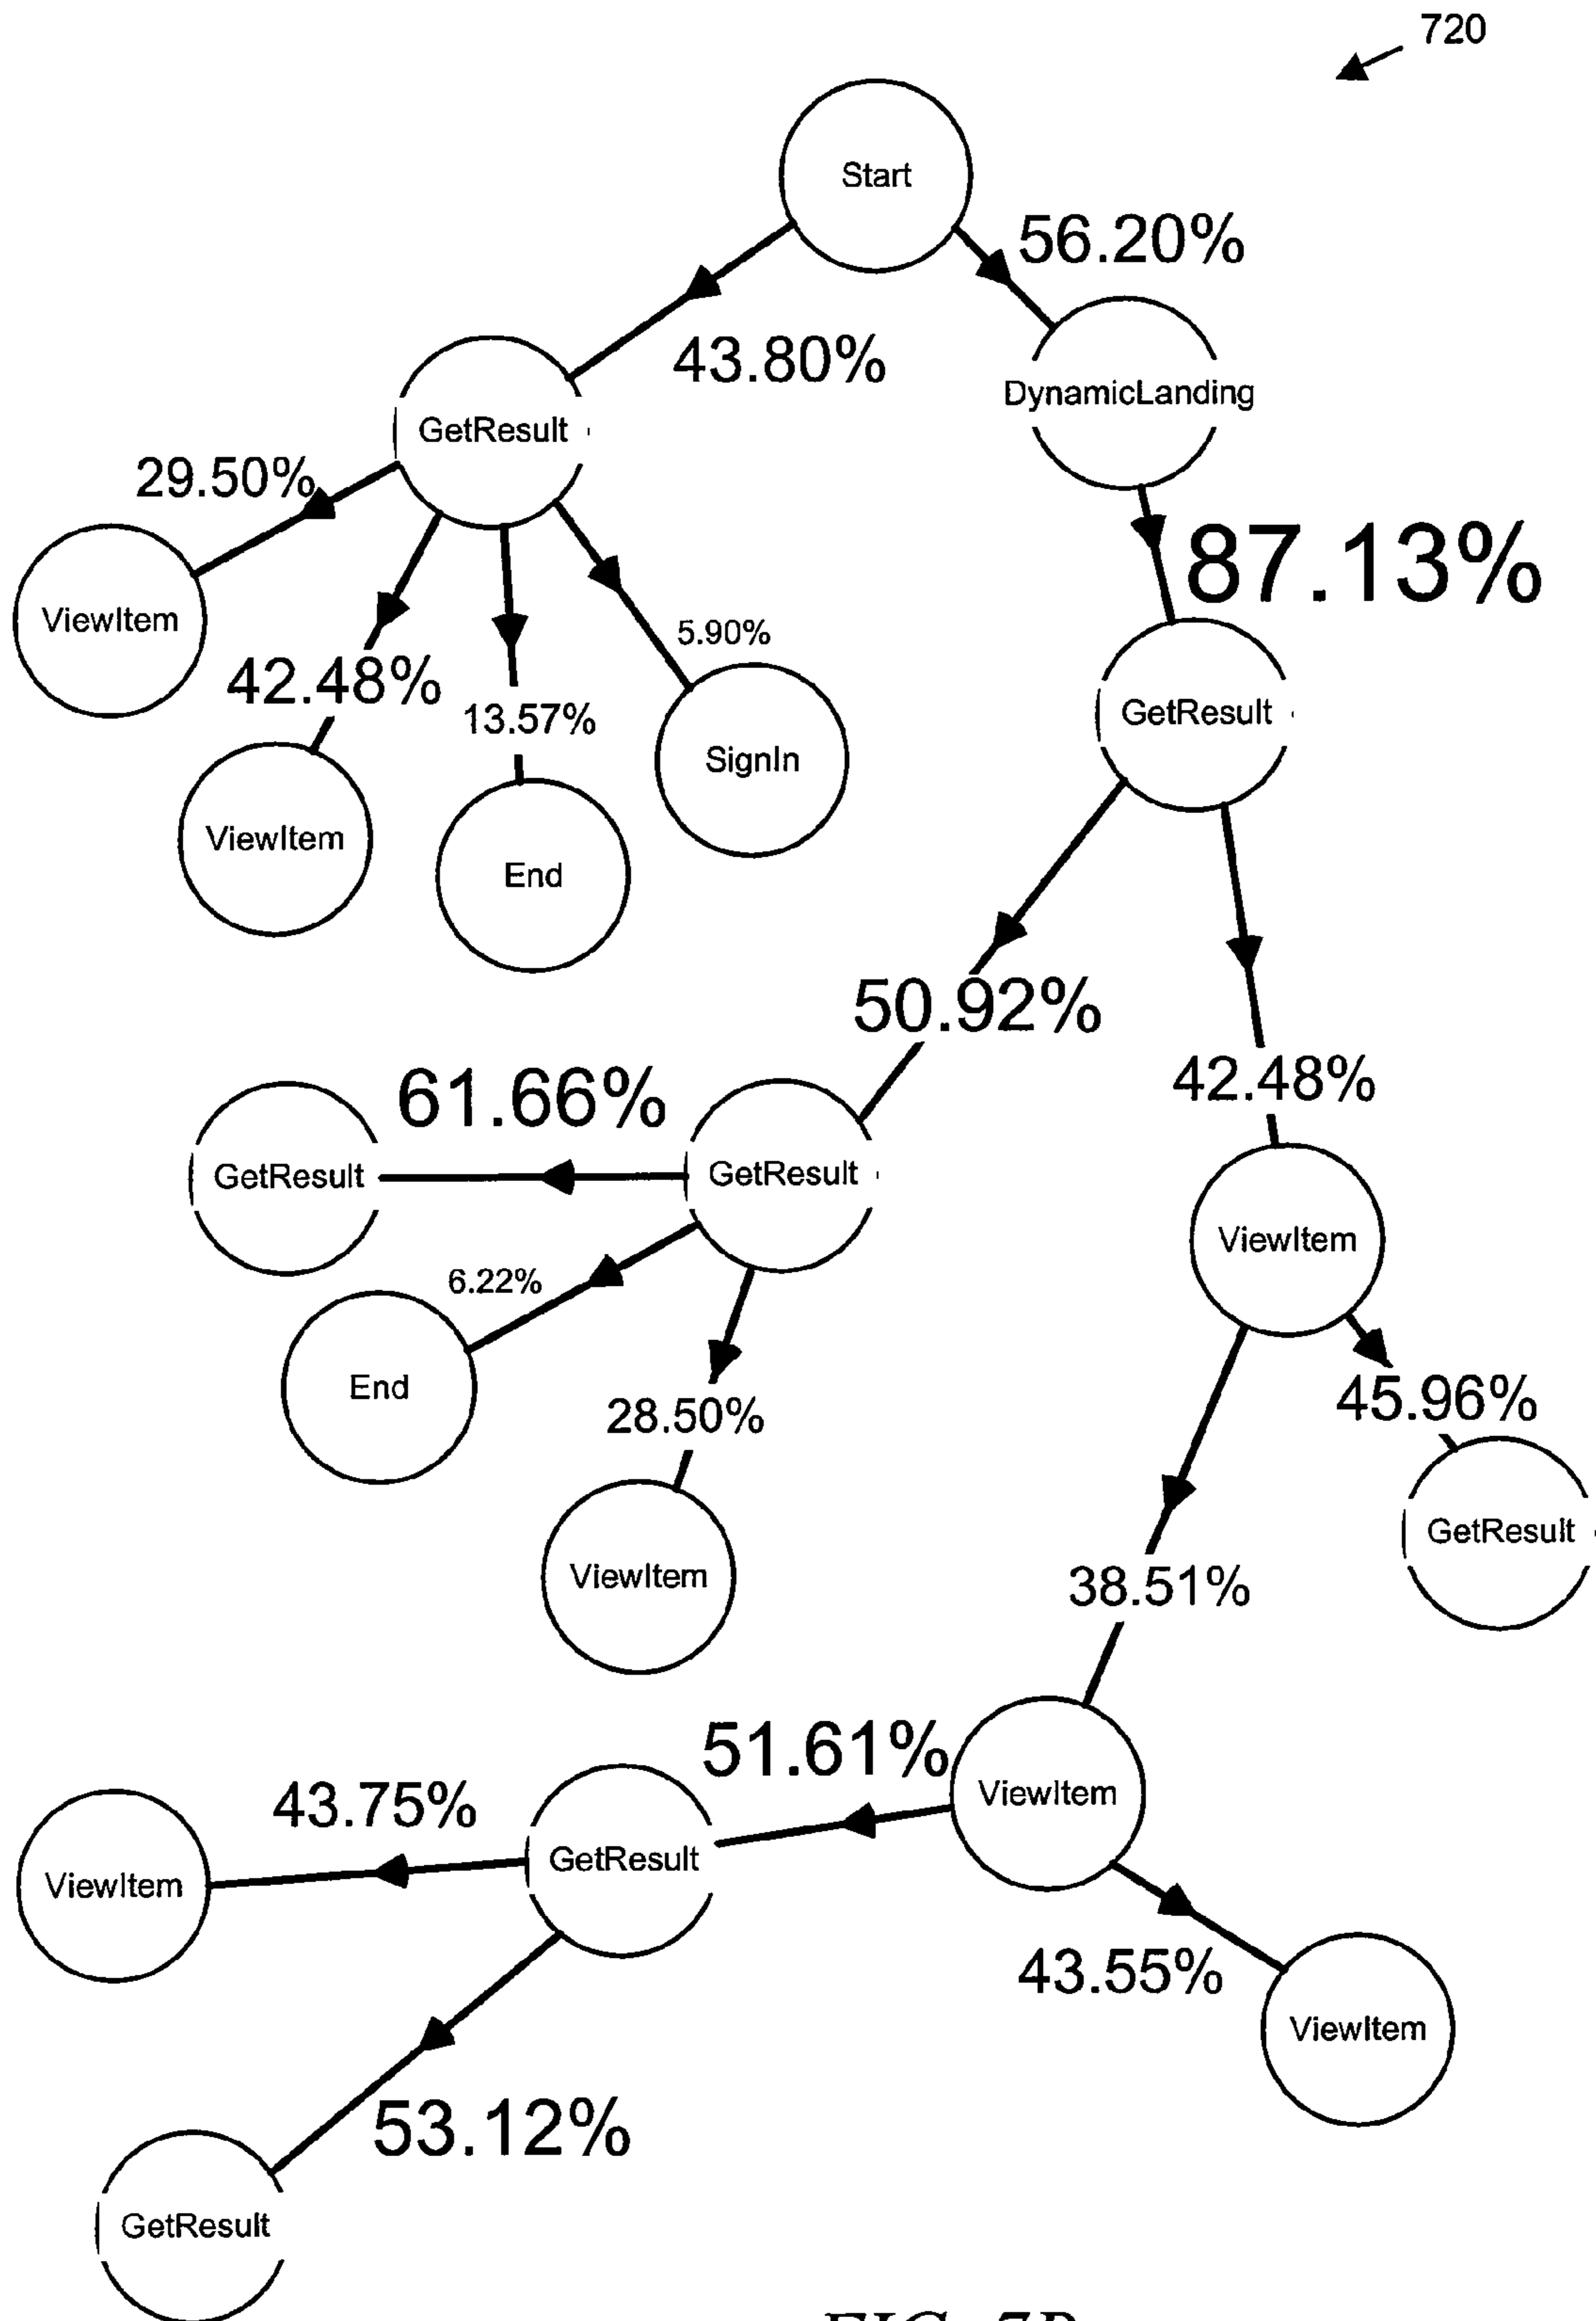 720
Start
56.20%
43.80%
DynamicLanding
GetResult
29.50%
87.13%
ViewItem
5.90%
42.48%
13.57%
GetResult
SignIn
ViewItem
End
50.92%
42.48%
61.66%
GetResult
GetResult
ViewItem
6.22%
End
45.96%
28.50%
GetResult
ViewItem
38.51%
51.61%
ViewItem
43.75%
GetResult
ViewItem
43.55%
ViewItem
53.12%
GetResult